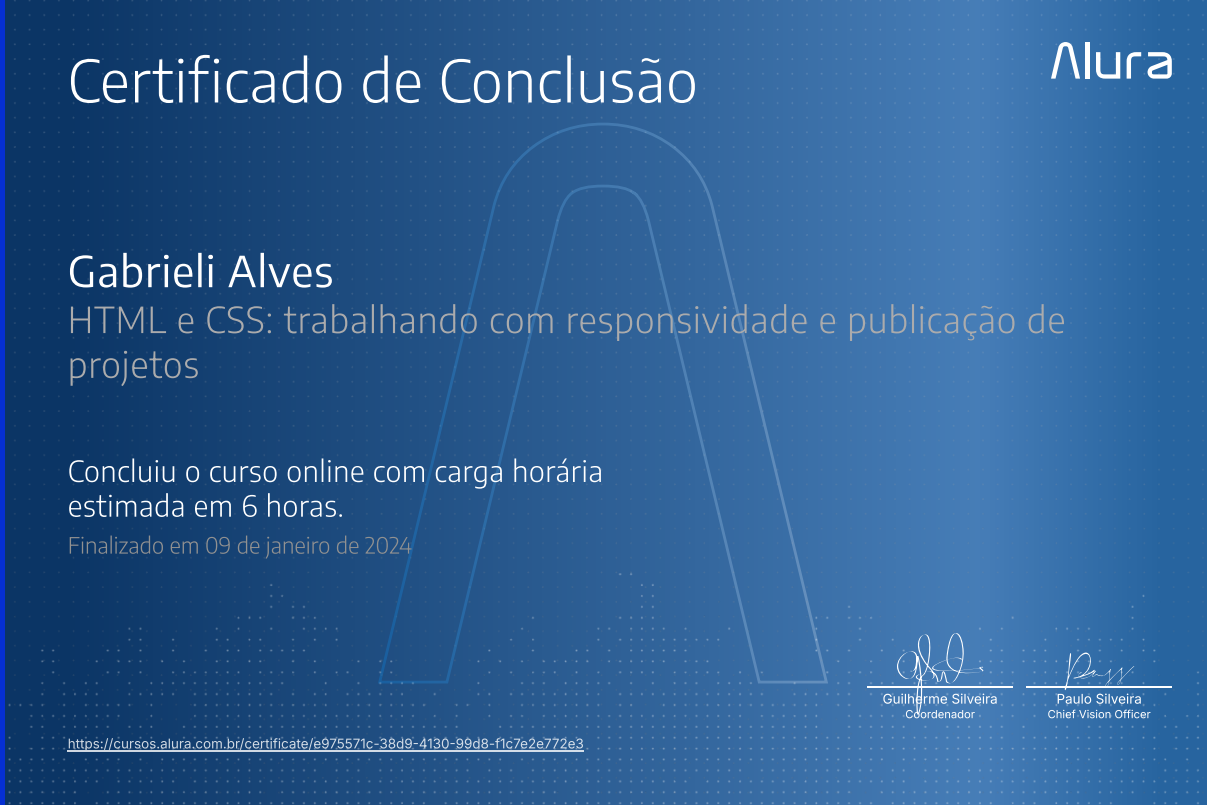 Certificado de Conclusão
Alura
Gabrieli Alves
HTML e CSS: trabalhando com responsividade e publicação de
projetos
Concluiu o curso online com carga horária
estimada em 6 horas.
Finalizado em 09 de janeiro de 2024
Guilherme Silveira
Coordenador
Paulo Silveira
Chief Vision Officer
https://cursos.alura.com.br/certificate/e975571c-38d9-4130-99d8-f1c7e2e772e3